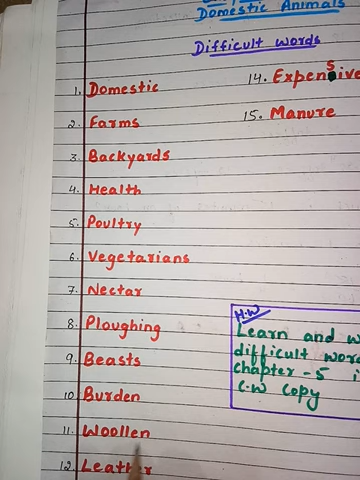 Domestic Animals
Difficult words
1. Domestic
2. Farms
3. Backyards
4. Health
5. Poultry
6. Vegetarians
7. Nectar
8. Ploughing
9. Beasts
10. Burden
11. Woollen
12. Leather
14. Expensive
15. Manure
H.W
Learn and
difficult
chapter - 5
C.W copy